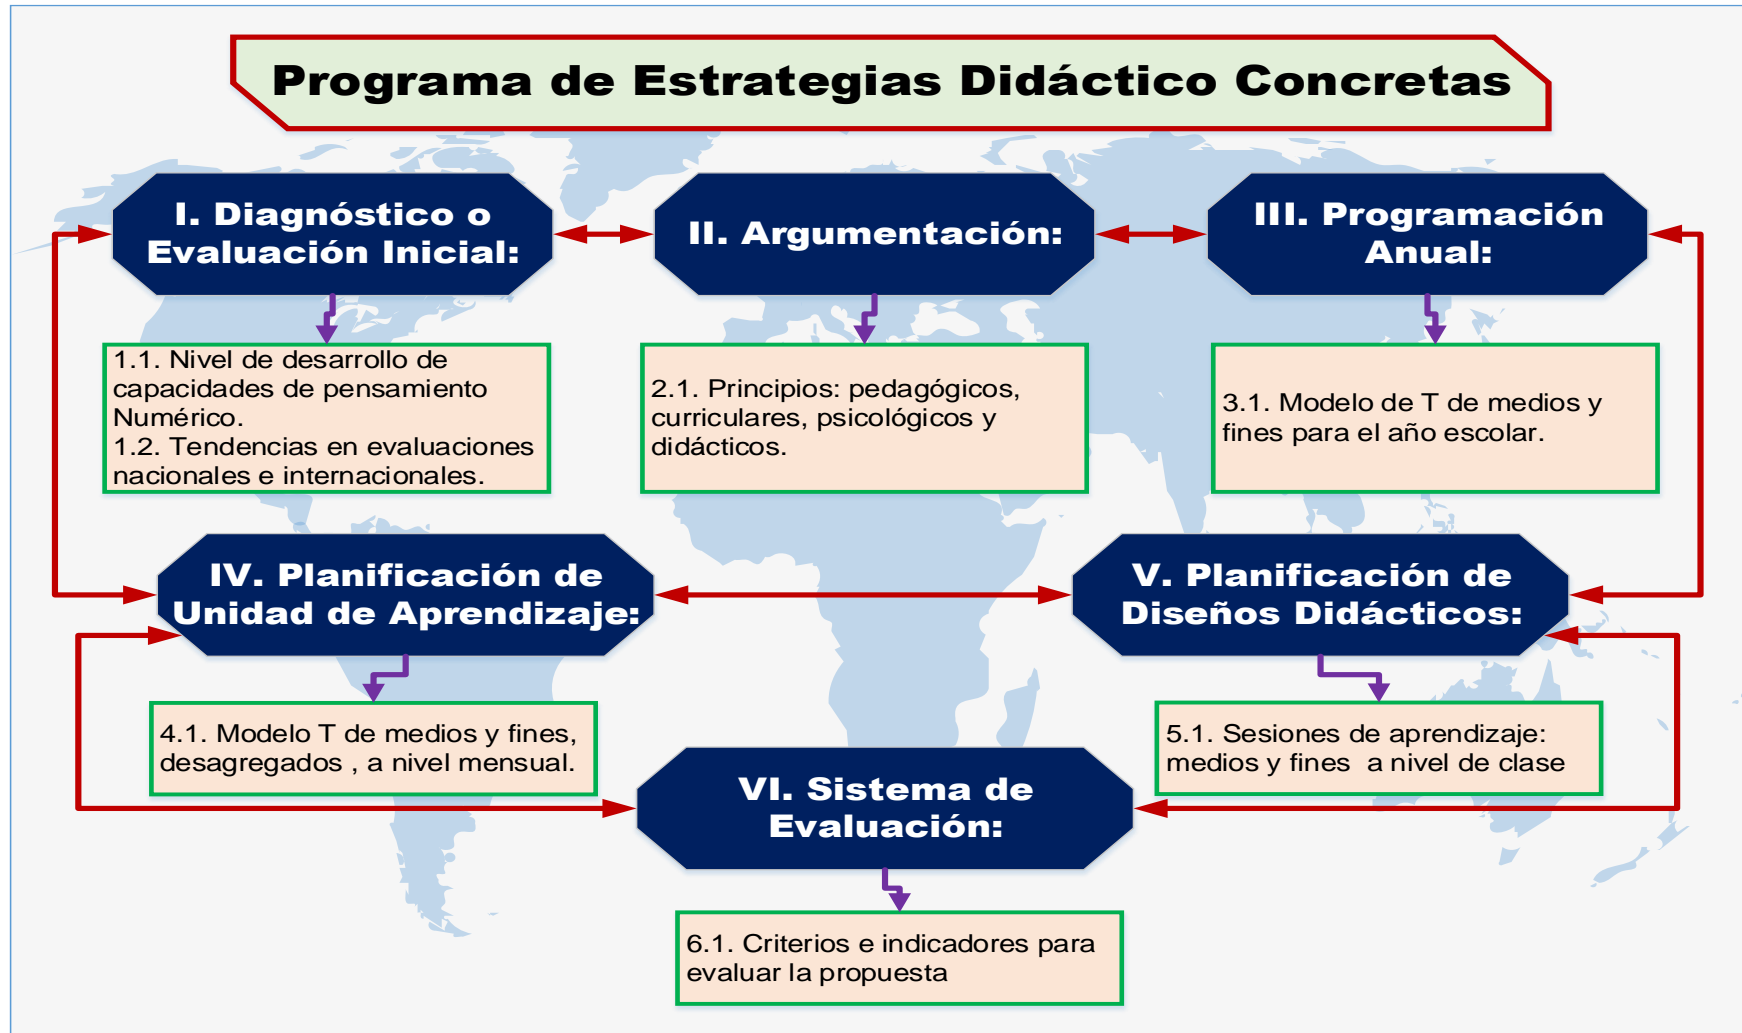 Programa de Estrategias Didáctico Concretas
I. Diagnóstico o
Evaluación Inicial:
II. Argumentación:
III. Programación
Anual:
1.1. Nivel de desarrollo de
capacidades de pensamiento
Numérico.
1.2. Tendencias en evaluaciones
nacionales e internacionales.
2.1. Principios: pedagógicos,
curriculares, psicológicos y
didácticos.
3.1. Modelo de T de medios y
fines para el año escolar.
IV. Planificación de
Unidad de Aprendizaje:
V. Planificación de
Diseños Didácticos:
4.1. Modelo T de medios y fines,
desagregados , a nivel mensual.
5.1. Sesiones de aprendizaje:
medios y fines  a nivel de clase
VI. Sistema de
Evaluación:
6.1. Criterios e indicadores para
evaluar la propuesta